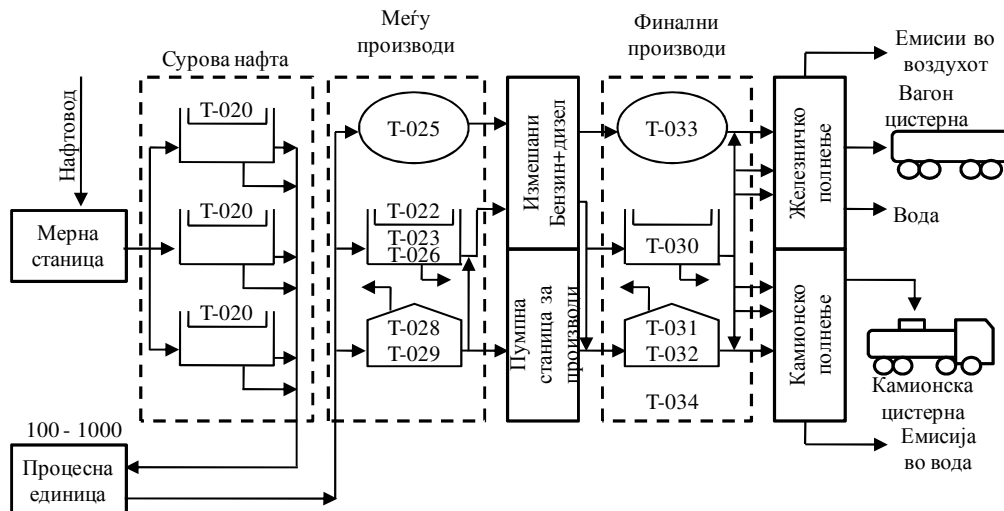 Нафтовод
Мерна
станица
Сурова нафта
T-020
T-020
T-020
100 - 1000
Процесна
единица
Меѓу
производи
T-025
T-022
T-023
T-026
T-028
T-029
Измешани
Бензин+дизел
Пумпна
станица за
производи
Финални
производи
T-033
T-030
T-031
T-032
T-034
Железничко
полнење
Камионско
полнење
Емисии во
воздухот
Вагон
цистерна
Вода
Камионска
цистерна
Емисија
во вода